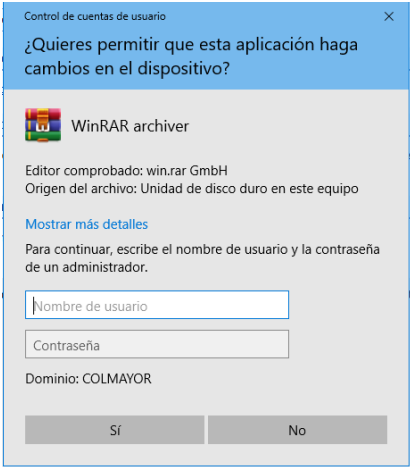 Control de cuentas de usuario
¿Quieres permitir que esta aplicación haga
cambios en el dispositivo?
WinRAR archiver
Editor comprobado: win.rar GmbH
Origen del archivo: Unidad de disco duro en este equipo
Mostrar más detalles
Para continuar, escribe el nombre de usuario y la contraseña
de un administrador.
Nombre de usuario
Contraseña
Dominio: COLMAYOR
Sí
No